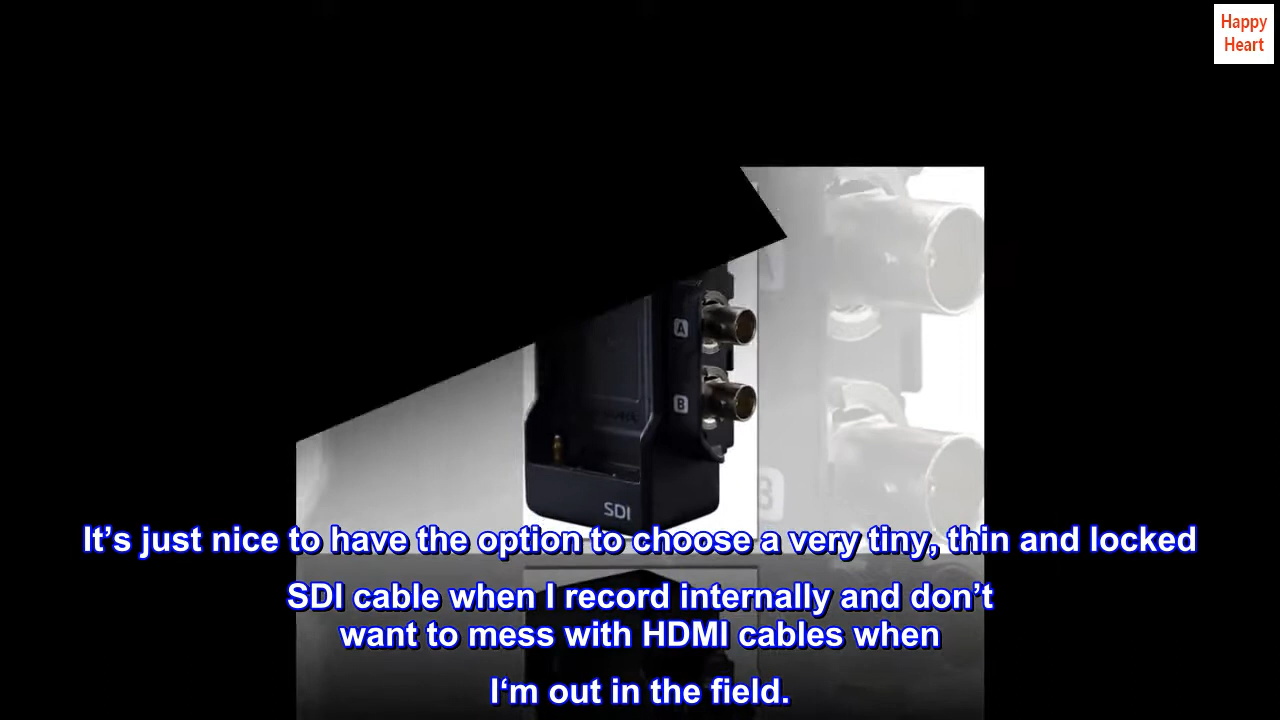 Happy
Heart
A
B
SDI
It’s just nice to have the option to choose a very tiny, thin and locked
SDI cable when I record internally and don’t
want to mess with HDMI cables when
I‘m out in the field.